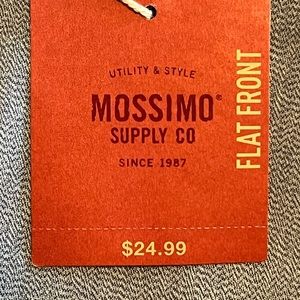 UTILITY & STYLE
MOSSIMO®
SUPPLY CO
SINCE 1987
FLAT FRONT
$24.99